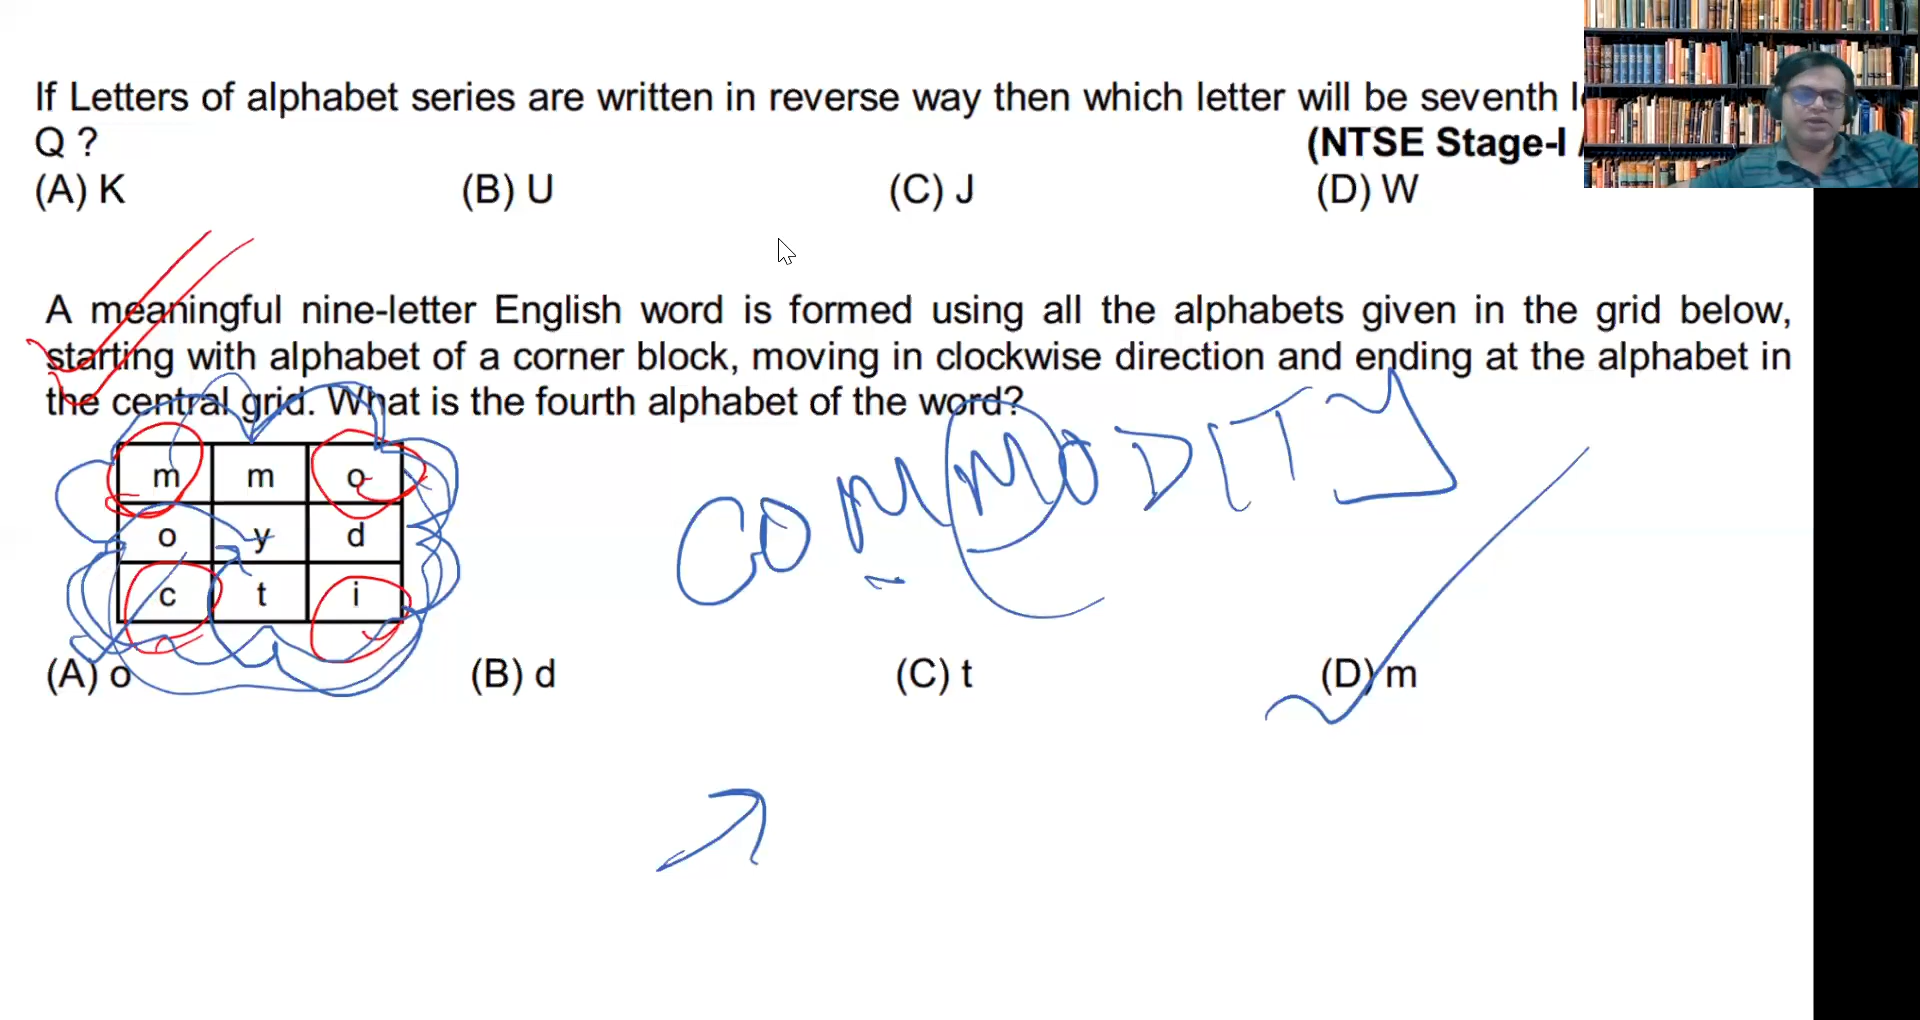 If Letters of alphabet series are written in reverse way then which letter will be seventh
Q ? (NTSE Stage-I
(A) K (B) U (C) J (D) W
A meaningful nine-letter English word is formed using all the alphabets given in the grid below,
starting with alphabet of a corner block, moving in clockwise direction and ending at the alphabet in
the central grid. What is the fourth alphabet of the word?
COMMODITY
m m o
o y d
c t i
(A) o (B) d (C) t (D) m